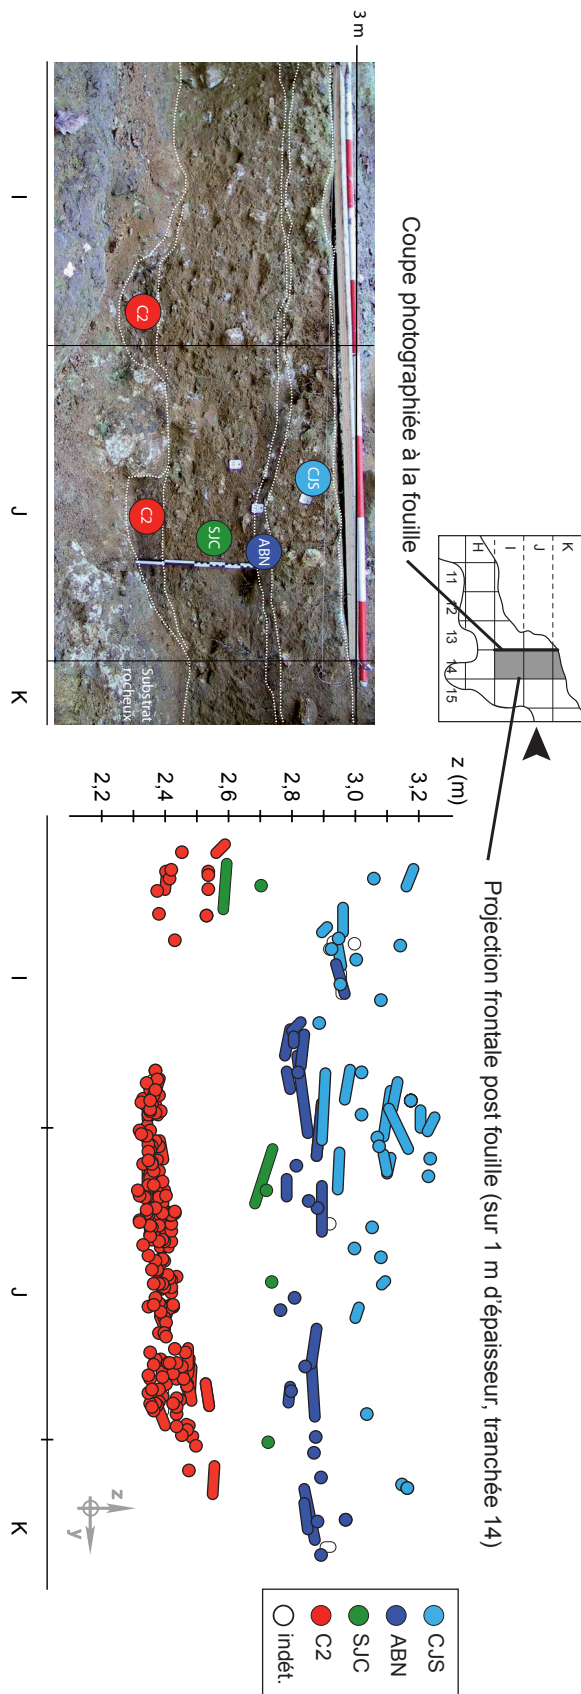 3 m
Coupe photographiée à la fouille
K
J
I
H
11
12
13
14
15
CJS
ABN
SJC
C2
C2
Substrat
rocheux
I
J
K
Projection frontale post fouille (sur 1 m d'épaisseur, tranchée 14)
z (m)
3,2
3,0
2,8
2,6
2,4
2,2
I
J
K
z
y
CJS
ABN
SJC
C2
indét.